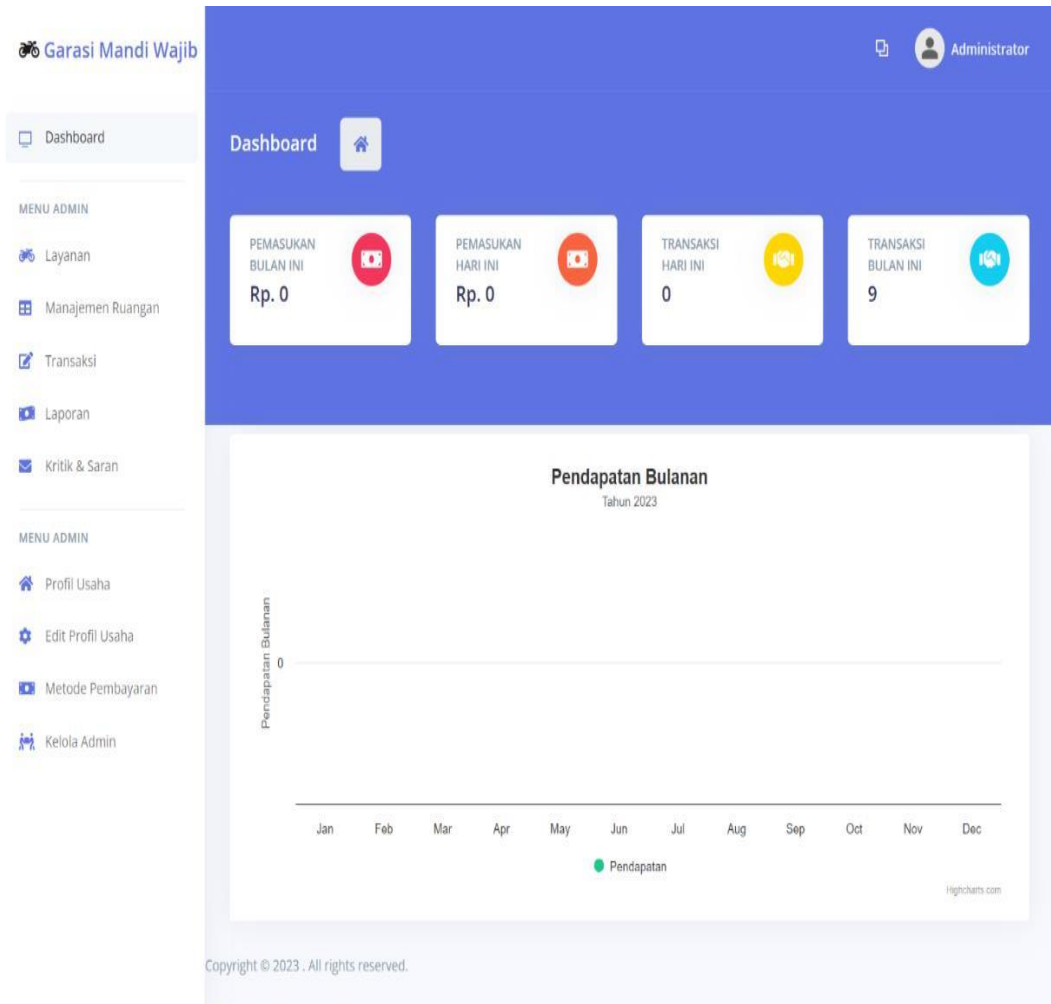 Garasi Mandi Wajib
Administrator
Dashboard
MENU ADMIN
Layanan
Manajemen Ruangan
Transaksi
Laporan
Kritik & Saran
MENU ADMIN
Profil Usaha
Edit Profil Usaha
Metode Pembayaran
Kelola Admin
Dashboard
PEMASUKAN
BULAN INI
Rp. 0
PEMASUKAN
HARI INI
Rp. 0
TRANSAKSI
HARI INI
0
TRANSAKSI
BULAN INI
9
Pendapatan Bulanan
Tahun 2023
Pendapatan Bulanan
0
Jan Feb Mar Apr May Jun Jul Aug Sep Oct Nov Dec
Pendapatan
Highcharts.com
Copyright © 2023 . All rights reserved.